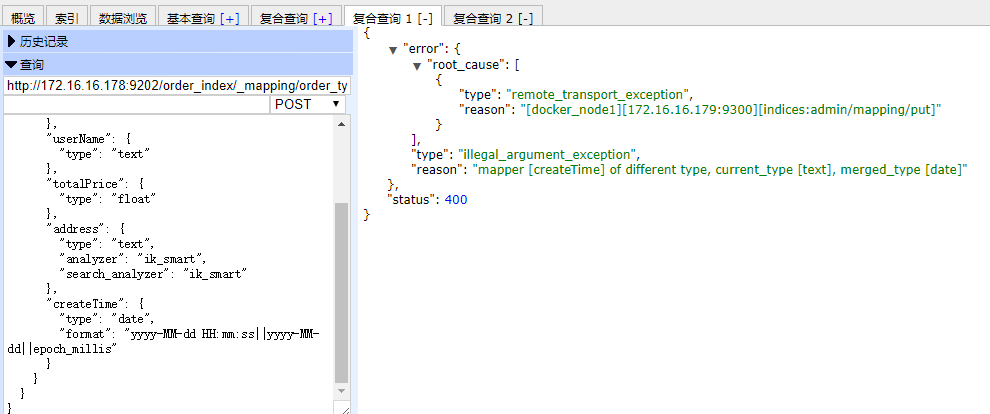 概览 索引 数据浏览 基本查询 [+] 复合查询 [+] 复合查询 1 [-] 复合查询 2 [-]
历史记录
查询
http://172.16.16.178:9202/order_index/_mapping/order_ty
POST
},
"userName": {
"type": "text"
},
"totalPrice": {
"type": "float"
},
"address": {
"type": "text",
"analyzer": "ik_smart",
"search_analyzer": "ik_smart"
},
"createTime": {
"type": "date",
"format": "yyyy-MM-dd HH:mm:ss||yyyy-MM-
dd||epoch_millis"
}
}
}
}
{
"error": {
"root_cause": [
{
"type": "remote_transport_exception",
"reason": "[docker_node1][172.16.16.179:9300][indices:admin/mapping/put]"
}
],
"type": "illegal_argument_exception",
"reason": "mapper [createTime] of different type, current_type [text], merged_type [date]"
},
"status": 400
}